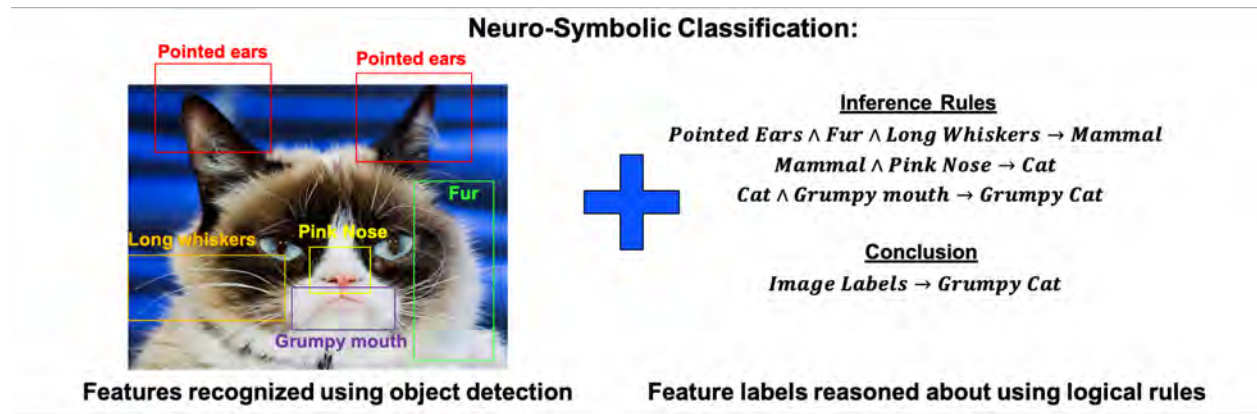 Neuro-Symbolic Classification:
Pointed ears
Pointed ears
Fur
Long whiskers
Pink Nose
Grumpy mouth
Features recognized using object detection
Inference Rules
Pointed Ears ∧ Fur ∧ Long Whiskers → Mammal
Mammal ∧ Pink Nose → Cat
Cat ∧ Grumpy mouth → Grumpy Cat
Conclusion
Image Labels → Grumpy Cat
Feature labels reasoned about using logical rules